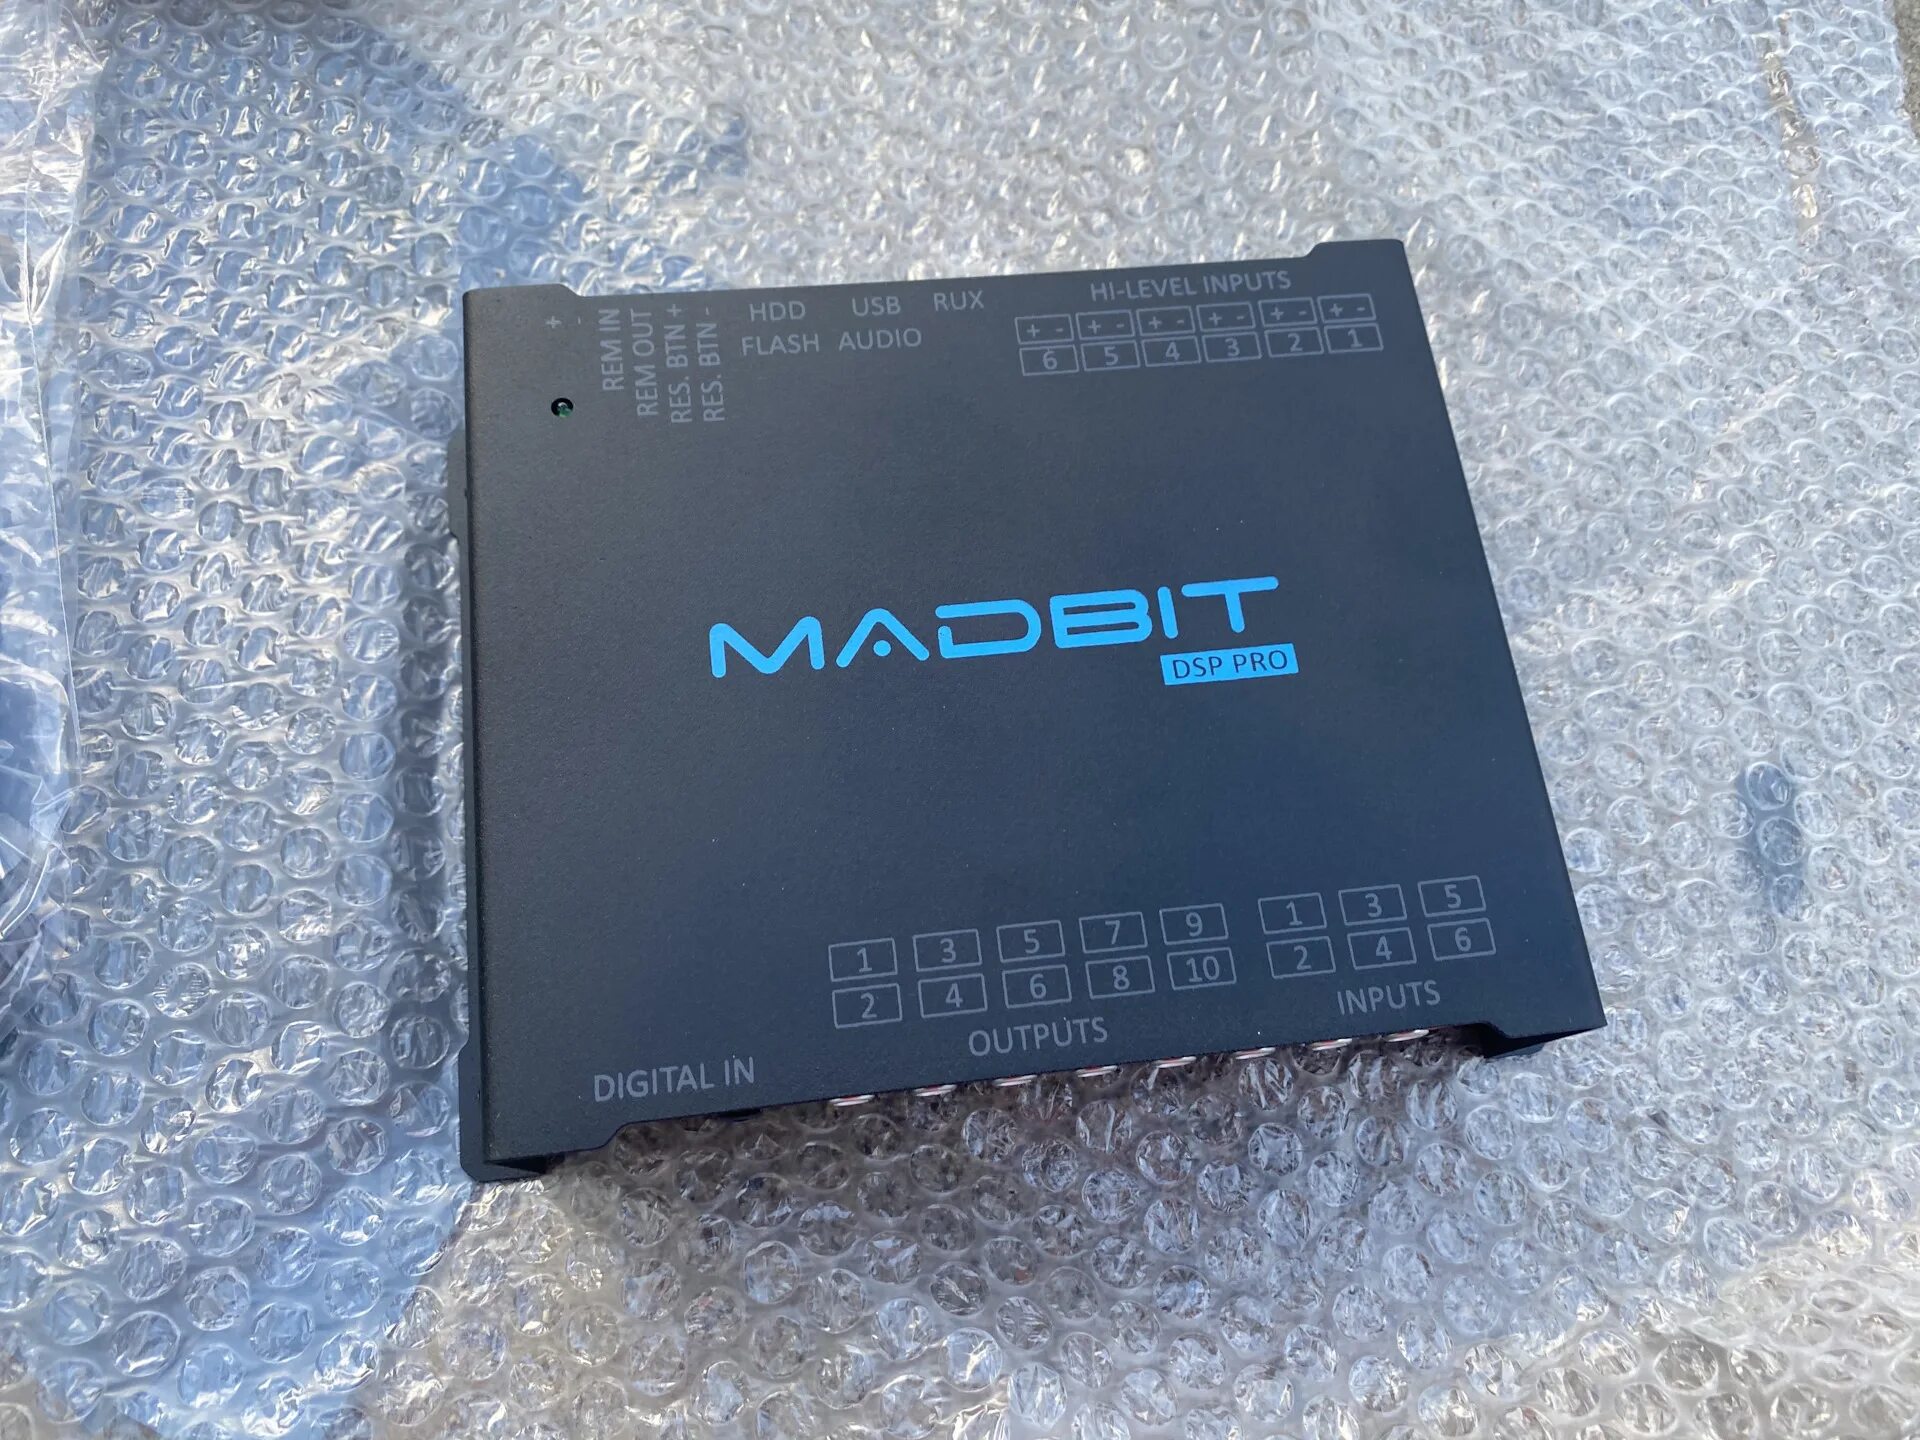 + -
REM IN
REM OUT
RES. BTN +
RES. BTN -
HDD USB RUX
FLASH AUDIO
HI-LEVEL INPUTS
+ - + - + - + - + - + -
6 5 4 3 2 1
MADBIT
DSP PRO
1 3 5 7 9
2 4 6 8 10
OUTPUTS
1 3 5
2 4 6
INPUTS
DIGITAL IN